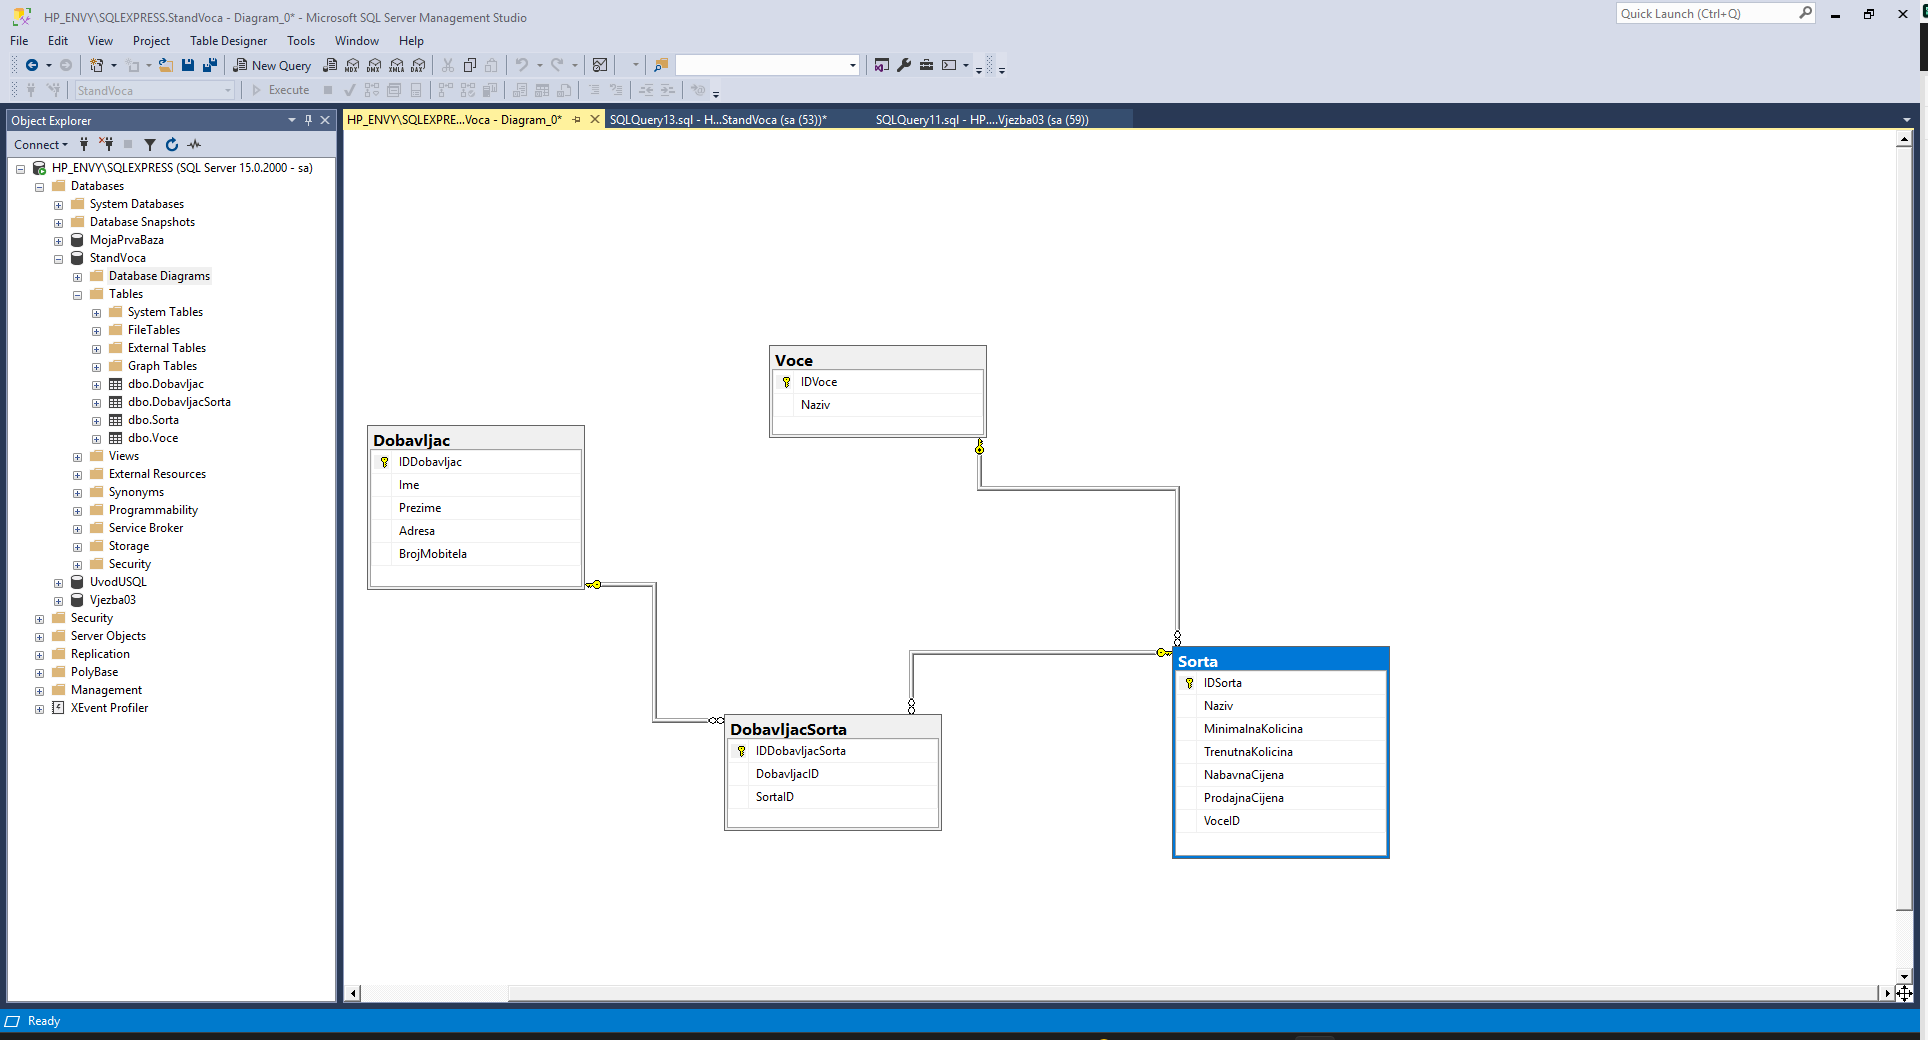 HP_ENVY\SQLEXPRESS.StandVoca - Diagram_0* - Microsoft SQL Server Management Studio
Quick Launch (Ctrl+Q)
File Edit View Project Table Designer Tools Window Help
New Query MDX DMX XMLA DAX
StandVoca Execute
Object Explorer
HP_ENVY\SQLEXPRE...Voca - Diagram_0* SQLQuery13.sql - H...StandVoca (sa (53))* SQLQuery11.sql - HP....Vjezba03 (sa (59))
Connect
HP_ENVY\SQLEXPRESS (SQL Server 15.0.2000 - sa)
Databases
System Databases
Database Snapshots
MojaPrvaBaza
StandVoca
Database Diagrams
Tables
System Tables
FileTables
External Tables
Graph Tables
dbo.Dobavljac
dbo.DobavljacSorta
dbo.Sorta
dbo.Voce
Views
External Resources
Synonyms
Programmability
Service Broker
Storage
Security
UvodUSQL
Vjezba03
Security
Server Objects
Replication
PolyBase
Management
XEvent Profiler
Voce
IDVoce
Naziv
Dobavljac
IDDobavljac
Ime
Prezime
Adresa
BrojMobitela
DobavljacSorta
IDDobavljacSorta
DobavljacID
SortaID
Sorta
IDSorta
Naziv
MinimalnaKolicina
TrenutnaKolicina
NabavnaCijena
ProdajnaCijena
VoceID
Ready